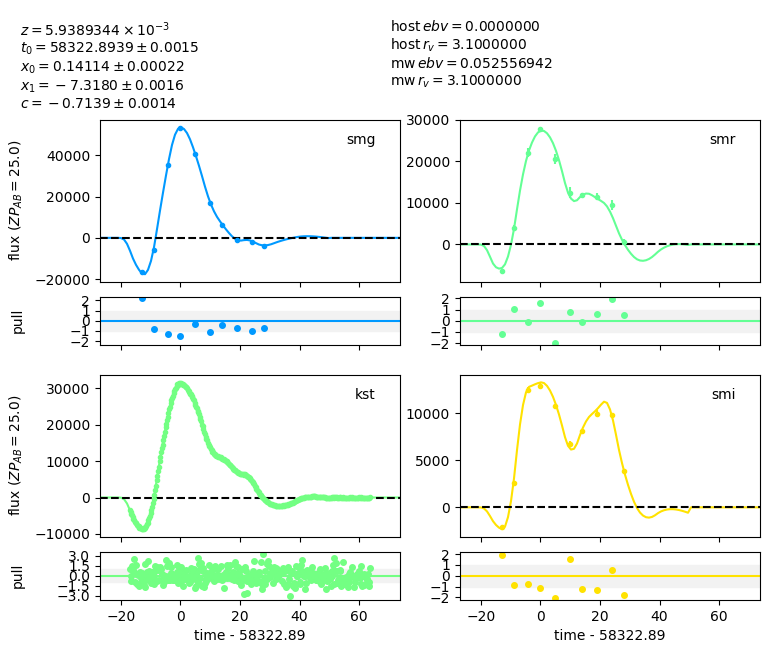 z = 5.9389344 × 10⁻³
t₀ = 58322.8939 ± 0.0015
x₀ = 0.14114 ± 0.00022
x₁ = −7.3180 ± 0.0016
c = −0.7139 ± 0.0014
host ebv = 0.0000000
host r_v = 3.1000000
mw ebv = 0.052556942
mw r_v = 3.1000000
smg
flux (ZP_AB = 25.0)
40000
20000
0
−20000
smr
30000
20000
10000
0
pull
2
1
0
−1
−2
2
1
0
−1
−2
kst
flux (ZP_AB = 25.0)
30000
20000
10000
0
−10000
smi
10000
5000
0
pull
3.0
1.5
0.0
−1.5
−3.0
2
1
0
−1
−2
−20 0 20 40 60
time - 58322.89
−20 0 20 40 60
time - 58322.89